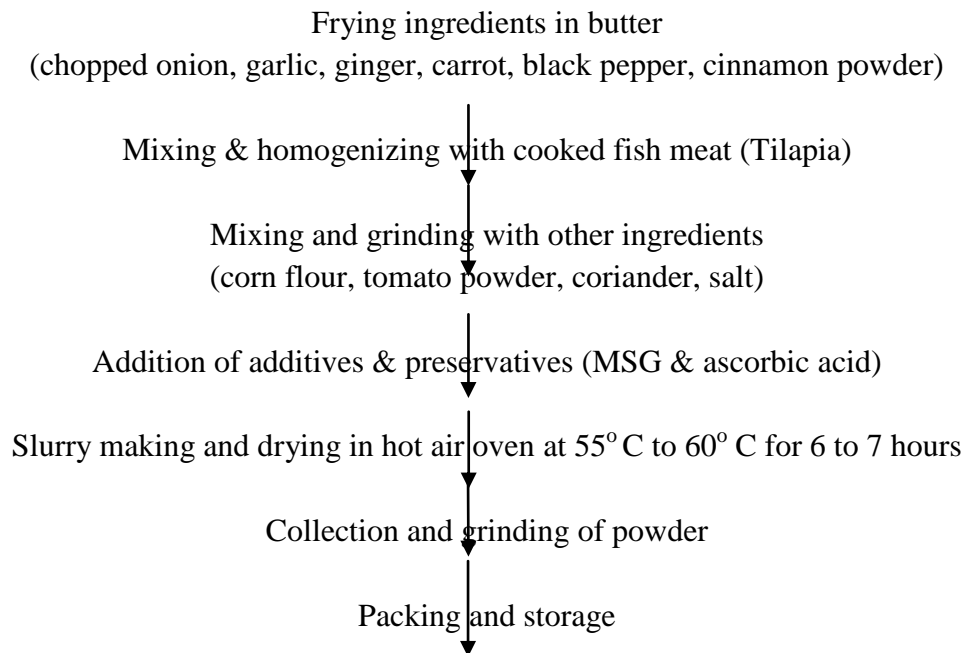 Frying ingredients in butter
(chopped onion, garlic, ginger, carrot, black pepper, cinnamon powder)
Mixing & homogenizing with cooked fish meat (Tilapia)
Mixing and grinding with other ingredients
(corn flour, tomato powder, coriander, salt)
Addition of additives & preservatives (MSG & ascorbic acid)
Slurry making and drying in hot air oven at 55° C to 60° C for 6 to 7 hours
Collection and grinding of powder
Packing and storage